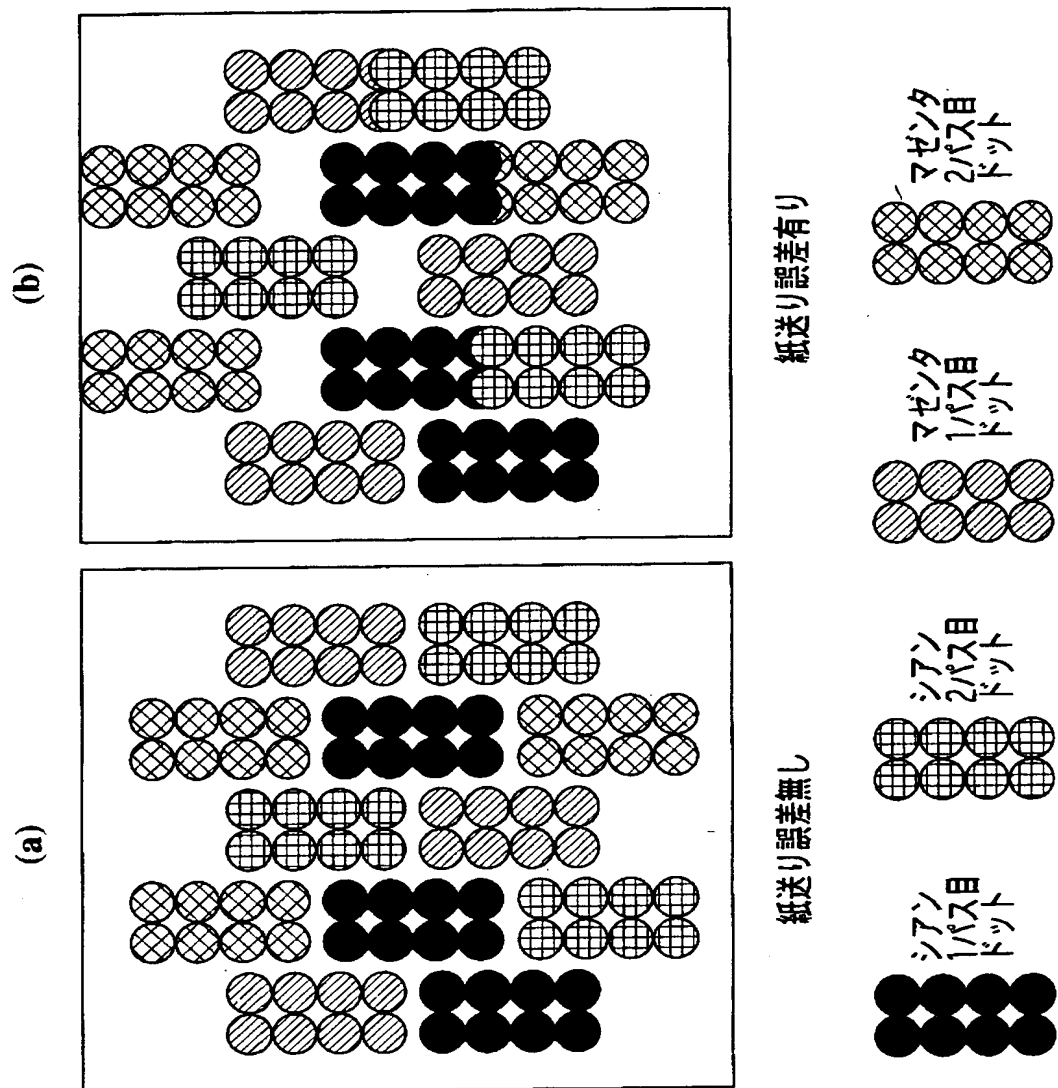 (a)
(b)
紙送り誤差無し
紙送り誤差有り
シアン
1パス目
ドット
シアン
2パス目
ドット
マゼンタ
1パス目
ドット
マゼンタ
2パス目
ドット